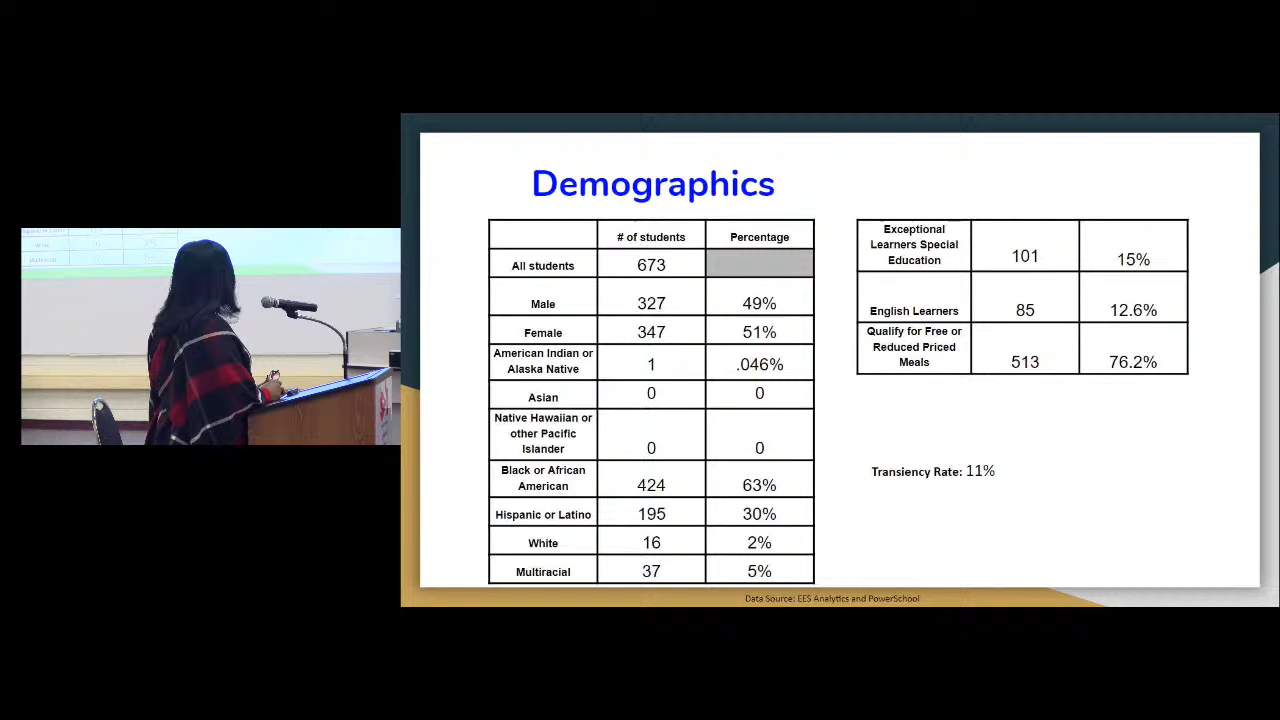 Demographics
# of students Percentage
All students 673
Male 327 49%
Female 347 51%
American Indian or
Alaska Native 1 .046%
Asian 0 0
Native Hawaiian or
other Pacific
Islander 0 0
Black or African
American 424 63%
Hispanic or Latino 195 30%
White 16 2%
Multiracial 37 5%
Exceptional
Learners Special
Education 101 15%
English Learners 85 12.6%
Qualify for Free or
Reduced Priced
Meals 513 76.2%
Transiency Rate: 11%
Data Source: EES Analytics and PowerSchool
White
Multiracial